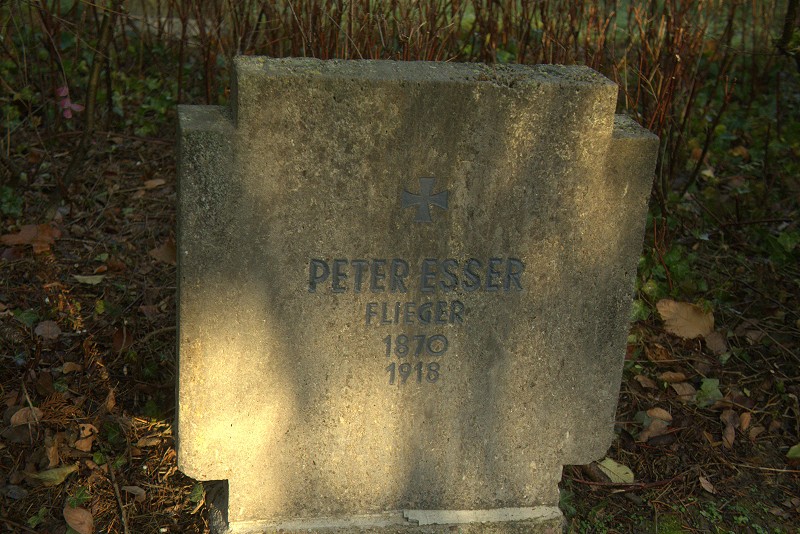 PETER ESSER
FLIEGER
1870
1918